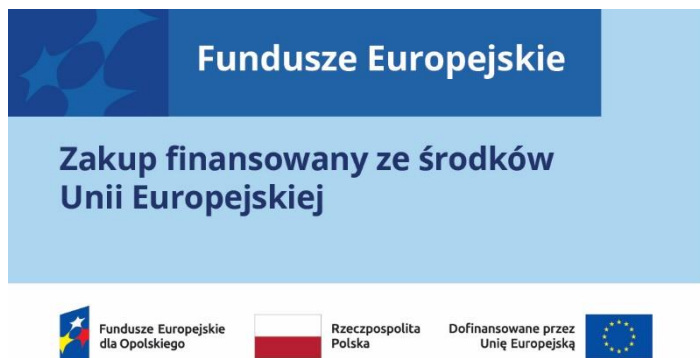 Fundusze Europejskie
Zakup finansowany ze środków
Unii Europejskiej
Fundusze Europejskie
dla Opolskiego
Rzeczpospolita
Polska
Dofinansowane przez
Unię Europejską